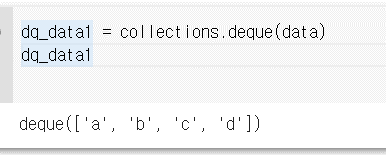 dq_data1 = collections.deque(data)
dq_data1
deque(['a', 'b', 'c', 'd'])